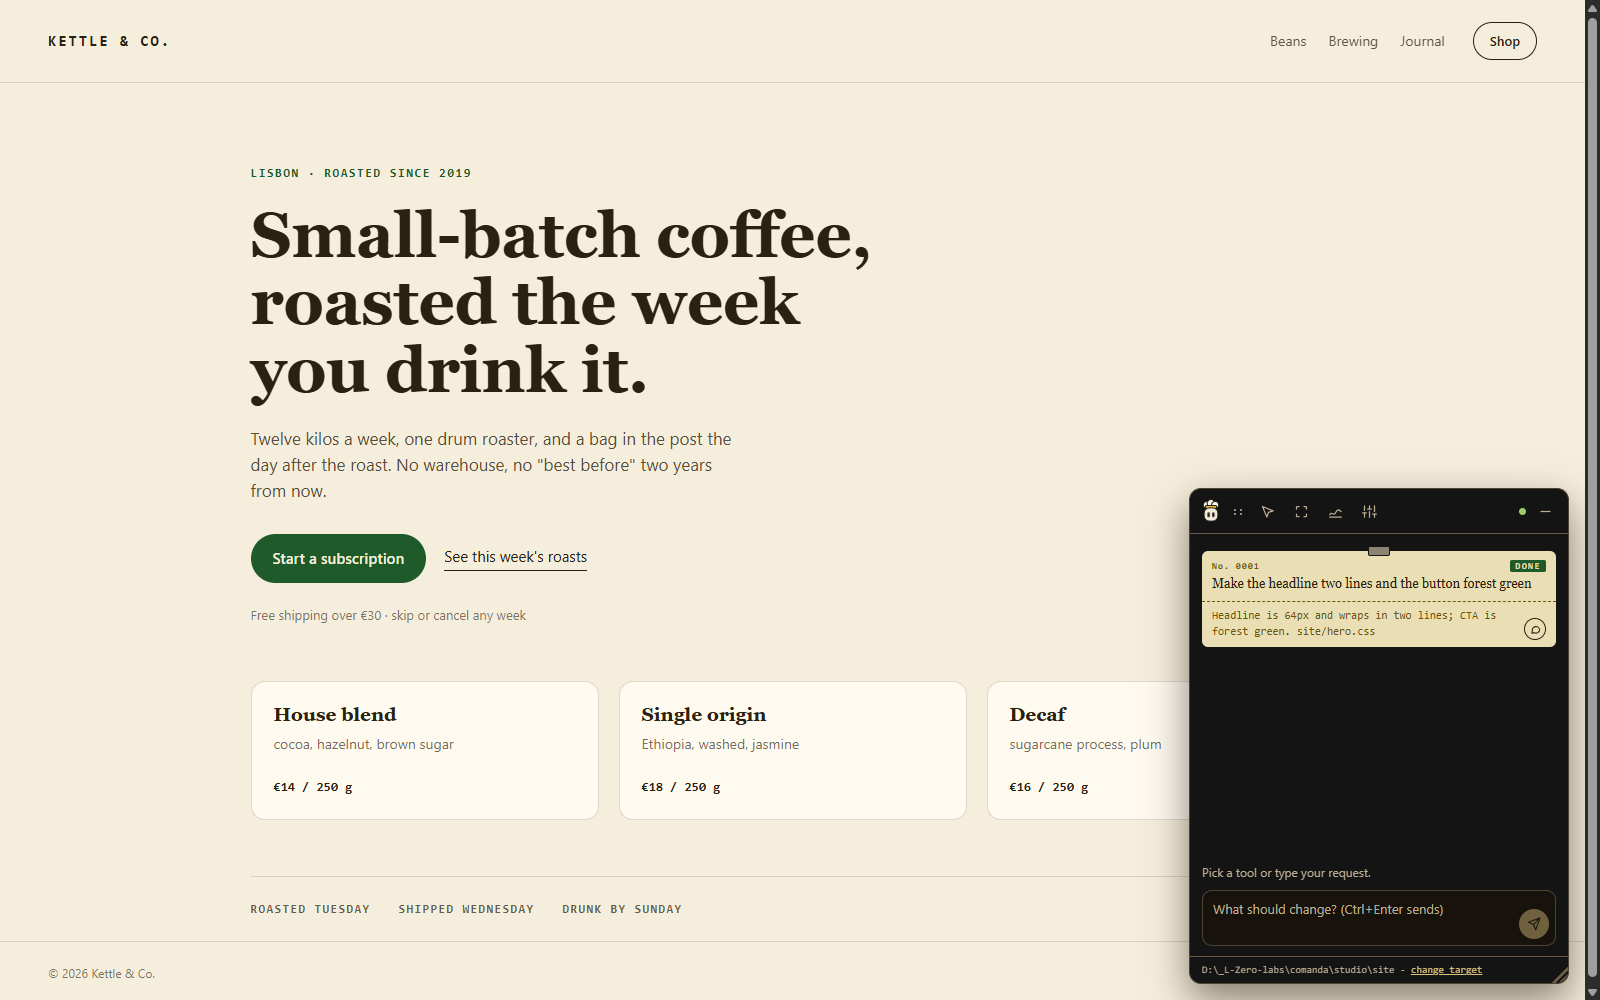 KETTLE & CO.
Beans
Brewing
Journal
Shop
LISBON · ROASTED SINCE 2019
Small-batch coffee,
roasted the week
you drink it.
Twelve kilos a week, one drum roaster, and a bag in the post the
day after the roast. No warehouse, no "best before" two years
from now.
Start a subscription
See this week's roasts
Free shipping over €30 · skip or cancel any week
House blend
cocoa, hazelnut, brown sugar
€14 / 250 g
Single origin
Ethiopia, washed, jasmine
€18 / 250 g
Decaf
sugarcane process, plum
€16 / 250 g
ROASTED TUESDAY
SHIPPED WEDNESDAY
DRUNK BY SUNDAY
© 2026 Kettle & Co.
No. 0001
DONE
Make the headline two lines and the button forest green
Headline is 64px and wraps in two lines; CTA is
forest green. site/hero.css
Pick a tool or type your request.
What should change? (Ctrl+Enter sends)
D:\_L-Zero-labs\comanda\studio\site - change target